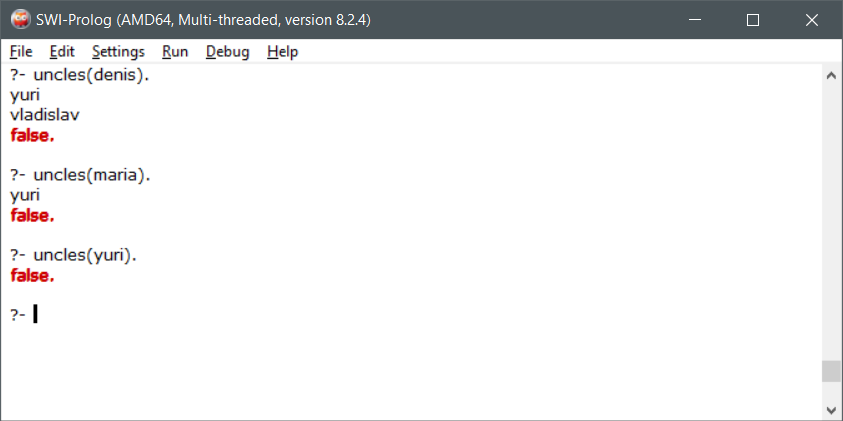 SWI-Prolog (AMD64, Multi-threaded, version 8.2.4)
File Edit Settings Run Debug Help
?- uncles(denis).
yuri
vladislav
false.
?- uncles(maria).
yuri
false.
?- uncles(yuri).
false.
?-